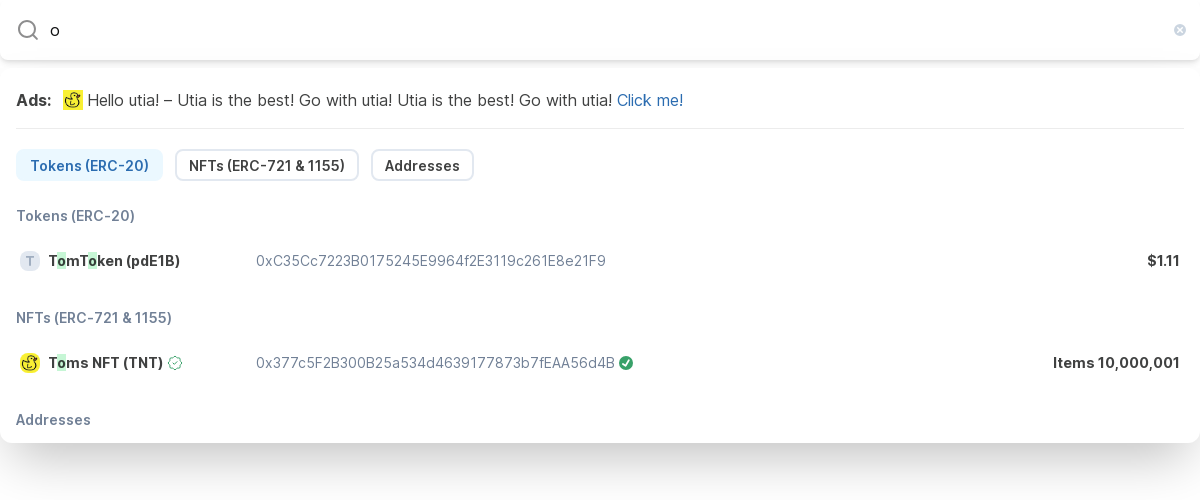 o
Ads: Hello utia! – Utia is the best! Go with utia! Utia is the best! Go with utia! Click me!
Tokens (ERC-20) NFTs (ERC-721 & 1155) Addresses
Tokens (ERC-20)
T TomToken (pdE1B) 0xC35Cc7223B0175245E9964f2E3119c261E8e21F9 $1.11
NFTs (ERC-721 & 1155)
Toms NFT (TNT) 0x377c5F2B300B25a534d4639177873b7fEAA56d4B Items 10,000,001
Addresses